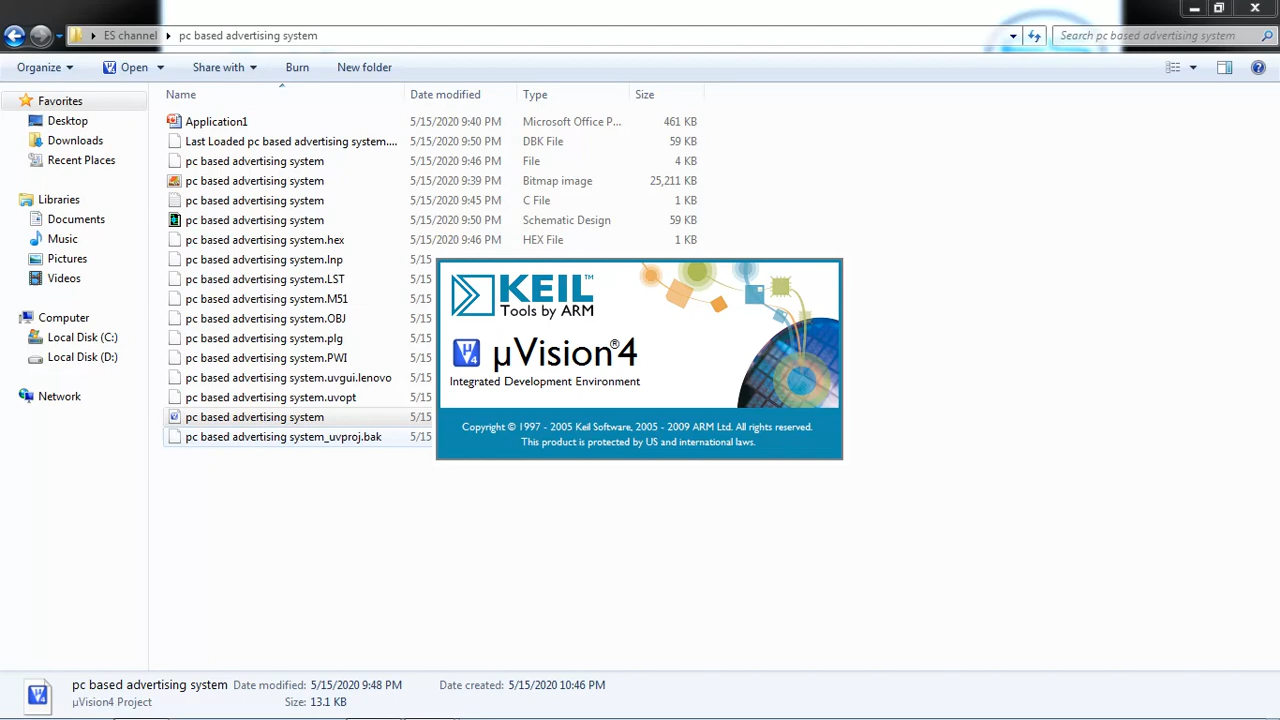 ES channel
pc based advertising system
Search pc based advertising system
Organize
Open
Share with
Burn
New folder
Name
Date modified
Type
Size
Favorites
Desktop
Downloads
Recent Places
Libraries
Documents
Music
Pictures
Videos
Computer
Local Disk (C:)
Local Disk (D:)
Network
Application1 5/15/2020 9:40 PM Microsoft Office P... 461 KB
Last Loaded pc based advertising system.... 5/15/2020 9:50 PM DBK File 59 KB
pc based advertising system 5/15/2020 9:46 PM File 4 KB
pc based advertising system 5/15/2020 9:39 PM Bitmap image 25,211 KB
pc based advertising system 5/15/2020 9:45 PM C File 1 KB
pc based advertising system 5/15/2020 9:50 PM Schematic Design 59 KB
pc based advertising system.hex 5/15/2020 9:46 PM HEX File 1 KB
pc based advertising system.lnp 5/15
pc based advertising system.LST 5/15
pc based advertising system.M51 5/15
pc based advertising system.OBJ 5/15
pc based advertising system.plg 5/15
pc based advertising system.PWI 5/15
pc based advertising system.uvgui.lenovo 5/15
pc based advertising system.uvopt 5/15
pc based advertising system 5/15
pc based advertising system_uvproj.bak 5/15
KEIL™
Tools by ARM
µVision®4
Integrated Development Environment
Copyright © 1997 - 2005 Keil Software, 2005 - 2009 ARM Ltd. All rights reserved.
This product is protected by US and international laws.
pc based advertising system Date modified: 5/15/2020 9:48 PM Date created: 5/15/2020 10:46 PM
µVision4 Project Size: 13.1 KB